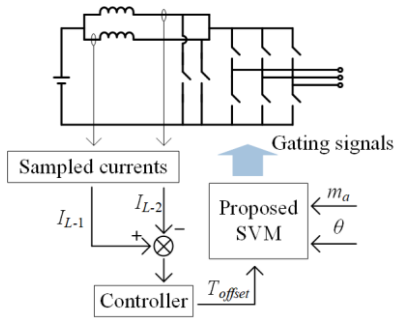 Gating signals
Sampled currents
I_{L-1}
I_{L-2}
+
−
Proposed
SVM
m_a
θ
Controller
T_{offset}